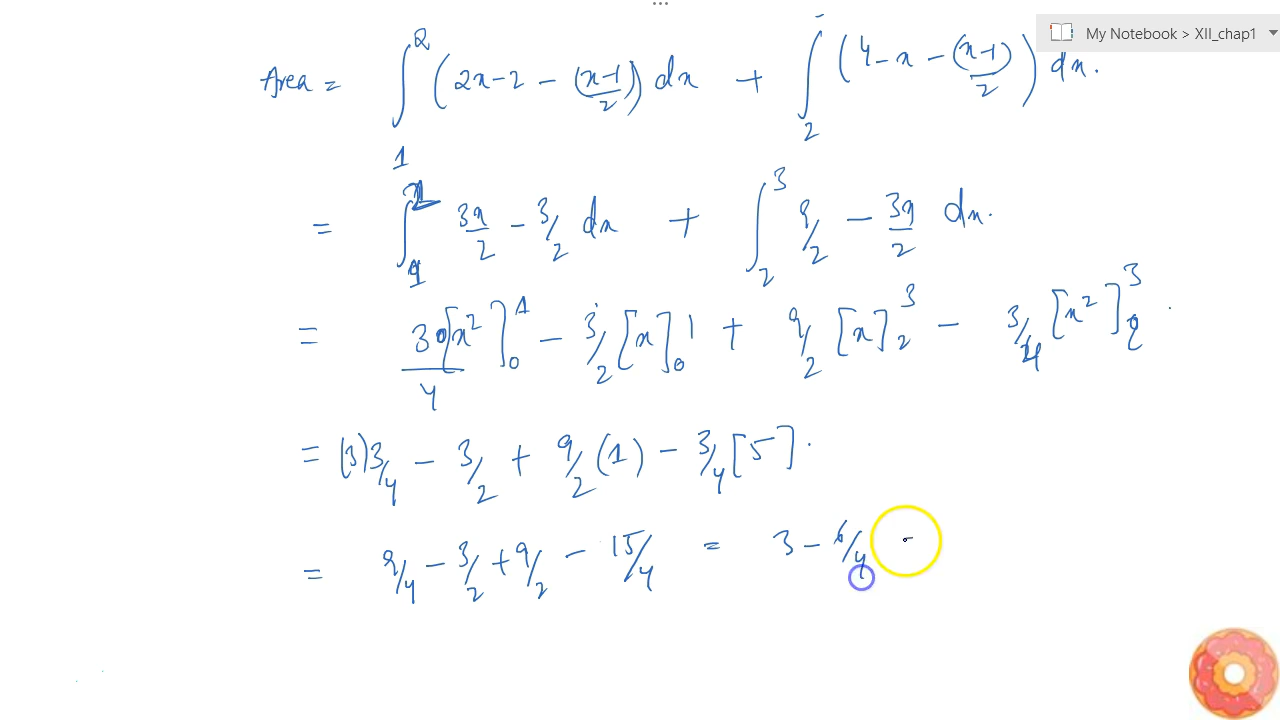 My Notebook > XII_chap1
Area = ∫₁² (2x-2 - (x-1)/2) dx + ∫₂ (4-x - (x-1)/2) dx.
= ∫₁² 3x/2 - 3/2 dx + ∫₂³ 9/2 - 3x/2 dx.
= 3/4 [x²]₀¹ - 3/2 [x]₀¹ + 9/2 [x]₂³ - 3/4 [x²]₂³.
= (3)3/4 - 3/2 + 9/2 (1) - 3/4 [5].
= 9/4 - 3/2 + 9/2 - 15/4 = 3 - 6/4